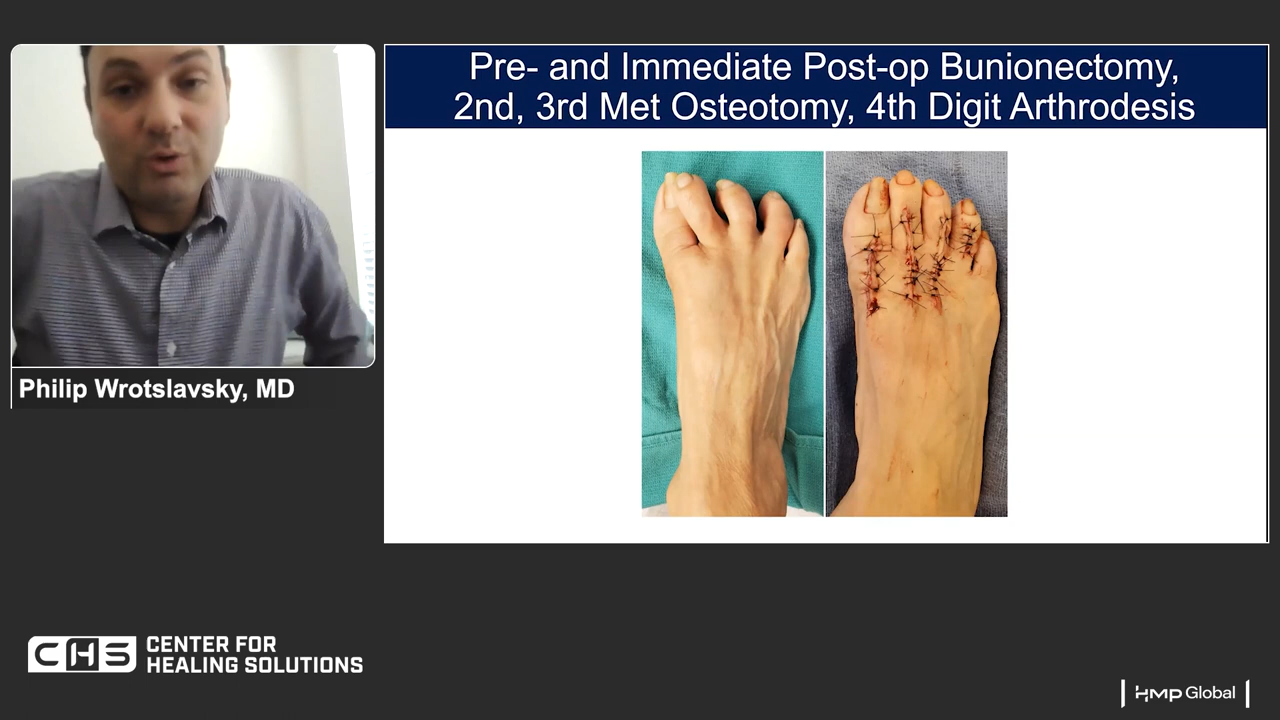 Pre- and Immediate Post-op Bunionectomy,
2nd, 3rd Met Osteotomy, 4th Digit Arthrodesis
Philip Wrotslavsky, MD
CHS
CENTER FOR
HEALING SOLUTIONS
HMP Global